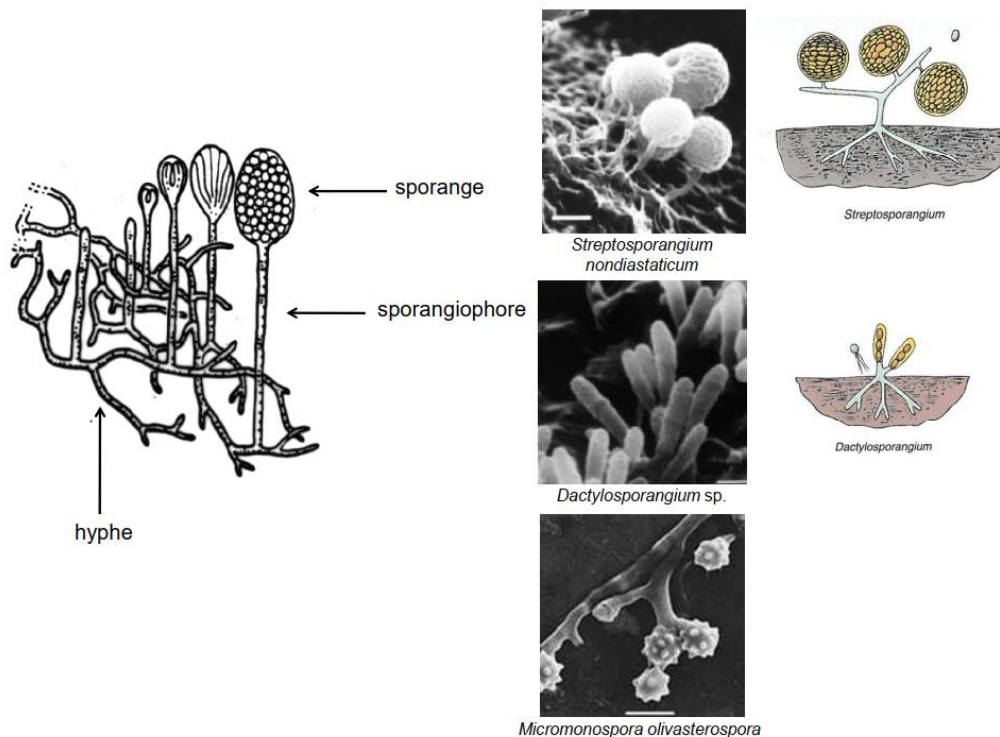 sporange
sporangiophore
hyphe
Streptosporangium
nondiastaticum
Streptosporangium
Dactylosporangium sp.
Dactylosporangium
Micromonospora olivasterospora